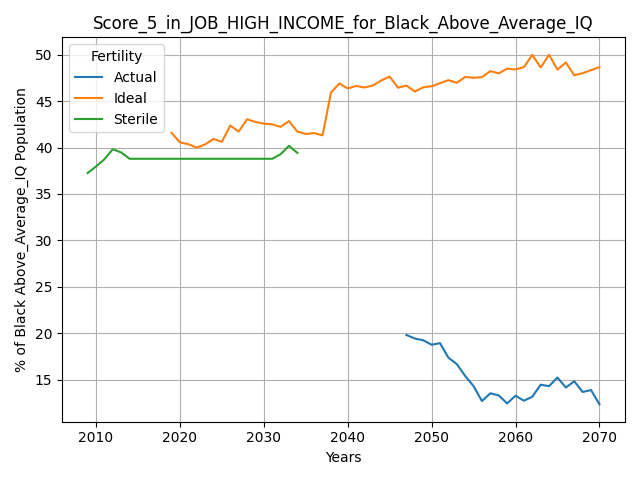 Score_5_in_JOB_HIGH_INCOME_for_Black_Above_Average_IQ
Fertility
Actual
Ideal
Sterile
% of Black Above_Average_IQ Population
50
45
40
35
30
25
20
15
2010 2020 2030 2040 2050 2060 2070
Years